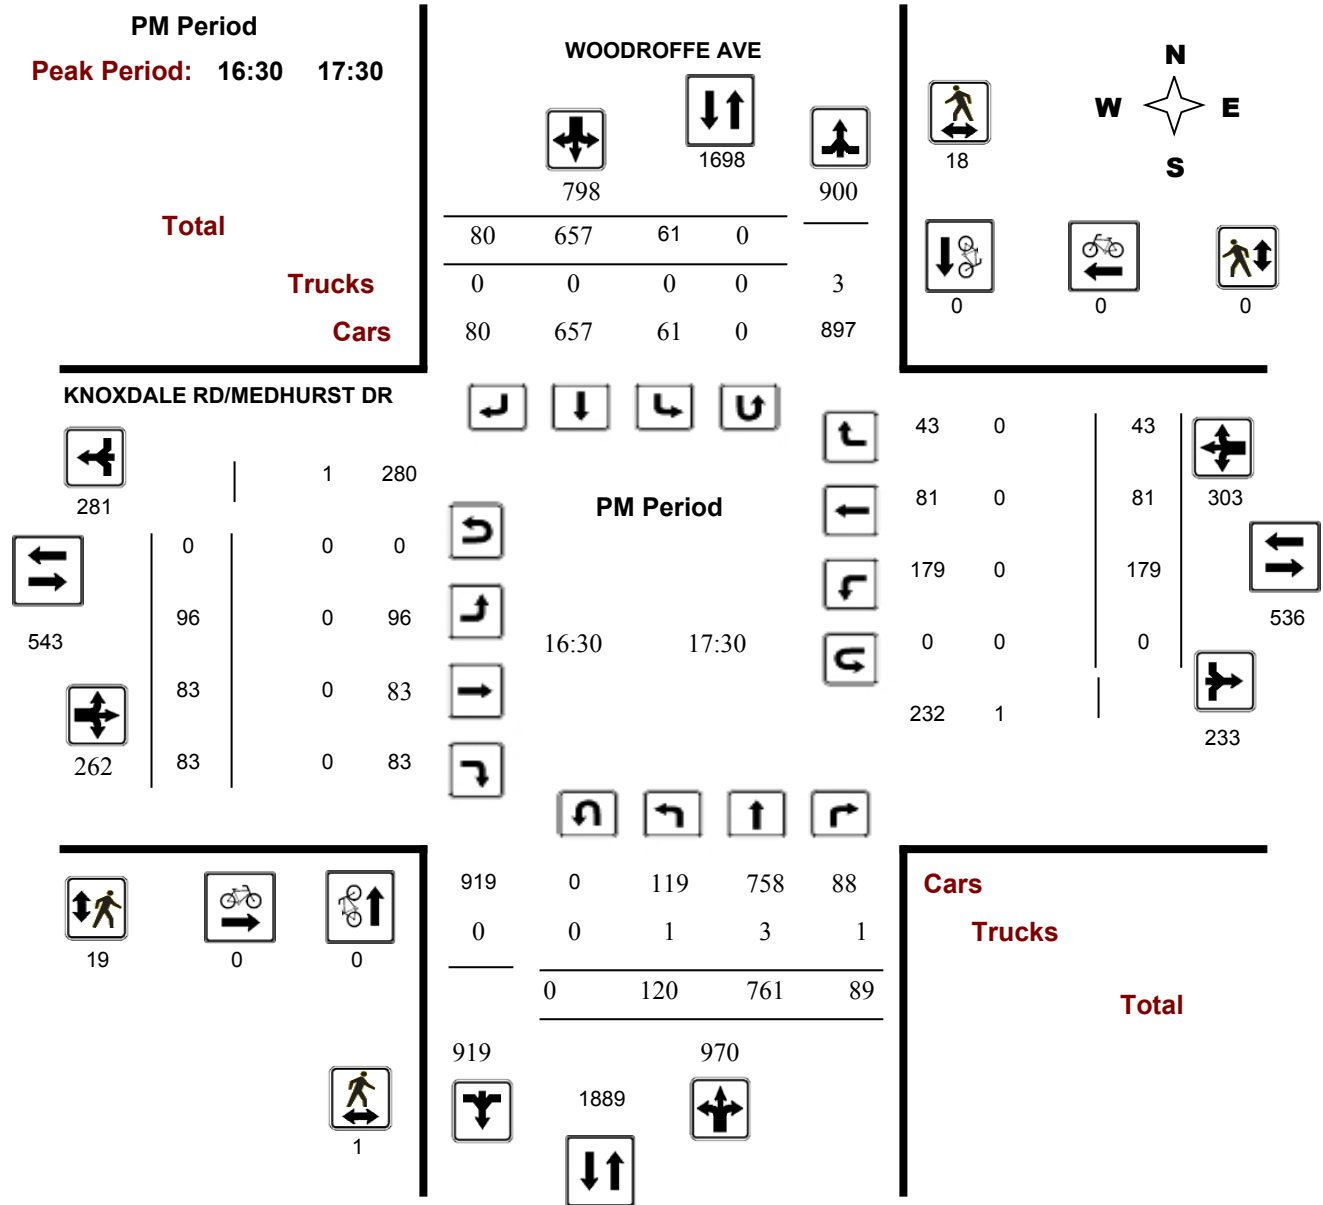 PM Period
Peak Period: 16:30 17:30
WOODROFFE AVE
N
W E
S
1698
18
798 900
Total 80 657 61 0
Trucks 0 0 0 0 3
Cars 80 657 61 0 897
0 0 0
KNOXDALE RD/MEDHURST DR
43 0 43
1 280
281
PM Period
81 0 81 303
0 0 0
179 0 179
96 0 96
543
16:30 17:30
0 0 0
536
83 0 83
232 1
233
262 83 0 83
919 0 119 758 88 Cars
0 0 1 3 1 Trucks
19 0 0
0 120 761 89 Total
919 970
1889
1